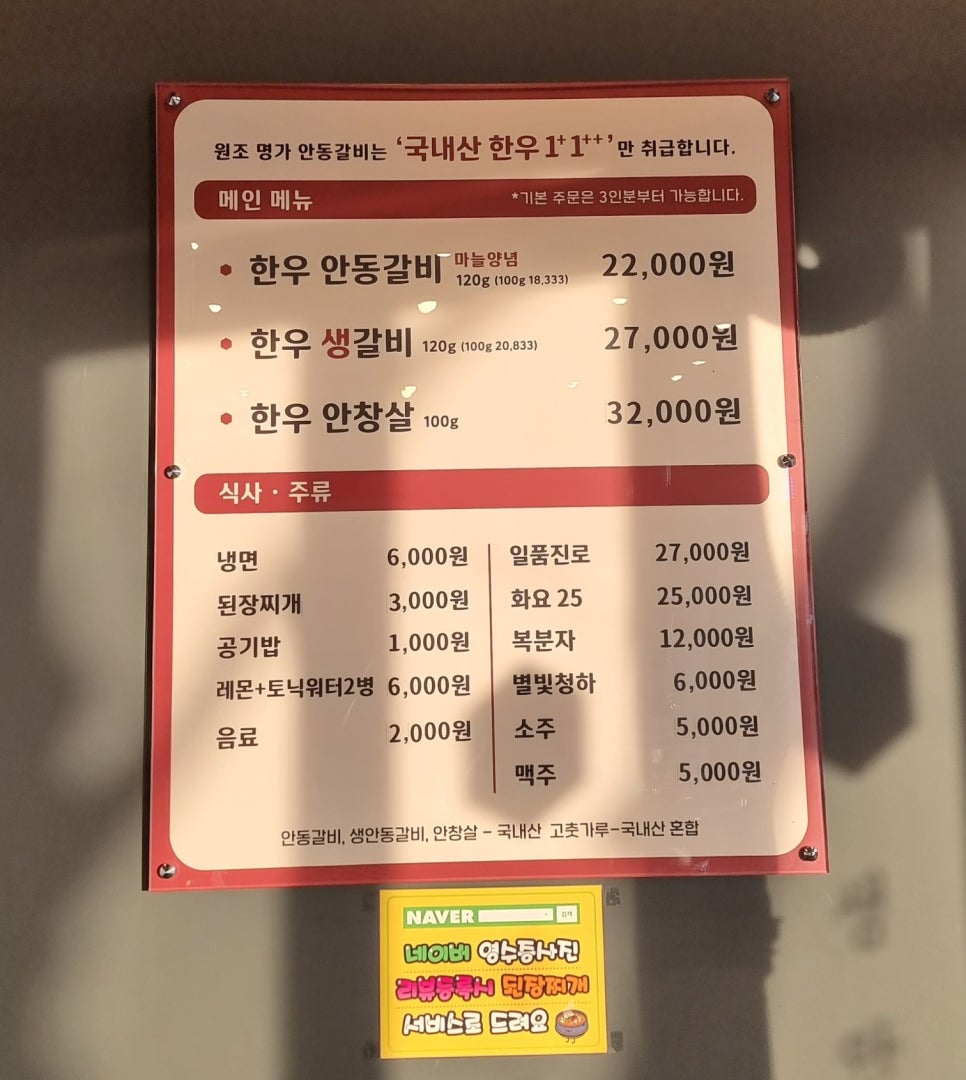 원조 명가 안동갈비는 ‘국내산 한우 1+ 1++’만 취급합니다.
메인 메뉴 *기본 주문은 3인분부터 가능합니다.
한우 안동갈비 마늘양념 120g (100g 18,333) 22,000원
한우 생갈비 120g (100g 20,833) 27,000원
한우 안창살 100g 32,000원
식사 · 주류
냉면 6,000원
된장찌개 3,000원
공기밥 1,000원
레몬+토닉워터2병 6,000원
음료 2,000원
일품진로 27,000원
화요 25 25,000원
복분자 12,000원
별빛청하 6,000원
소주 5,000원
맥주 5,000원
안동갈비, 생안동갈비, 안창살 - 국내산 고춧가루-국내산 혼합
NAVER 검색
네이버 영수증사진
리뷰등록시 된장찌개
서비스로 드려요